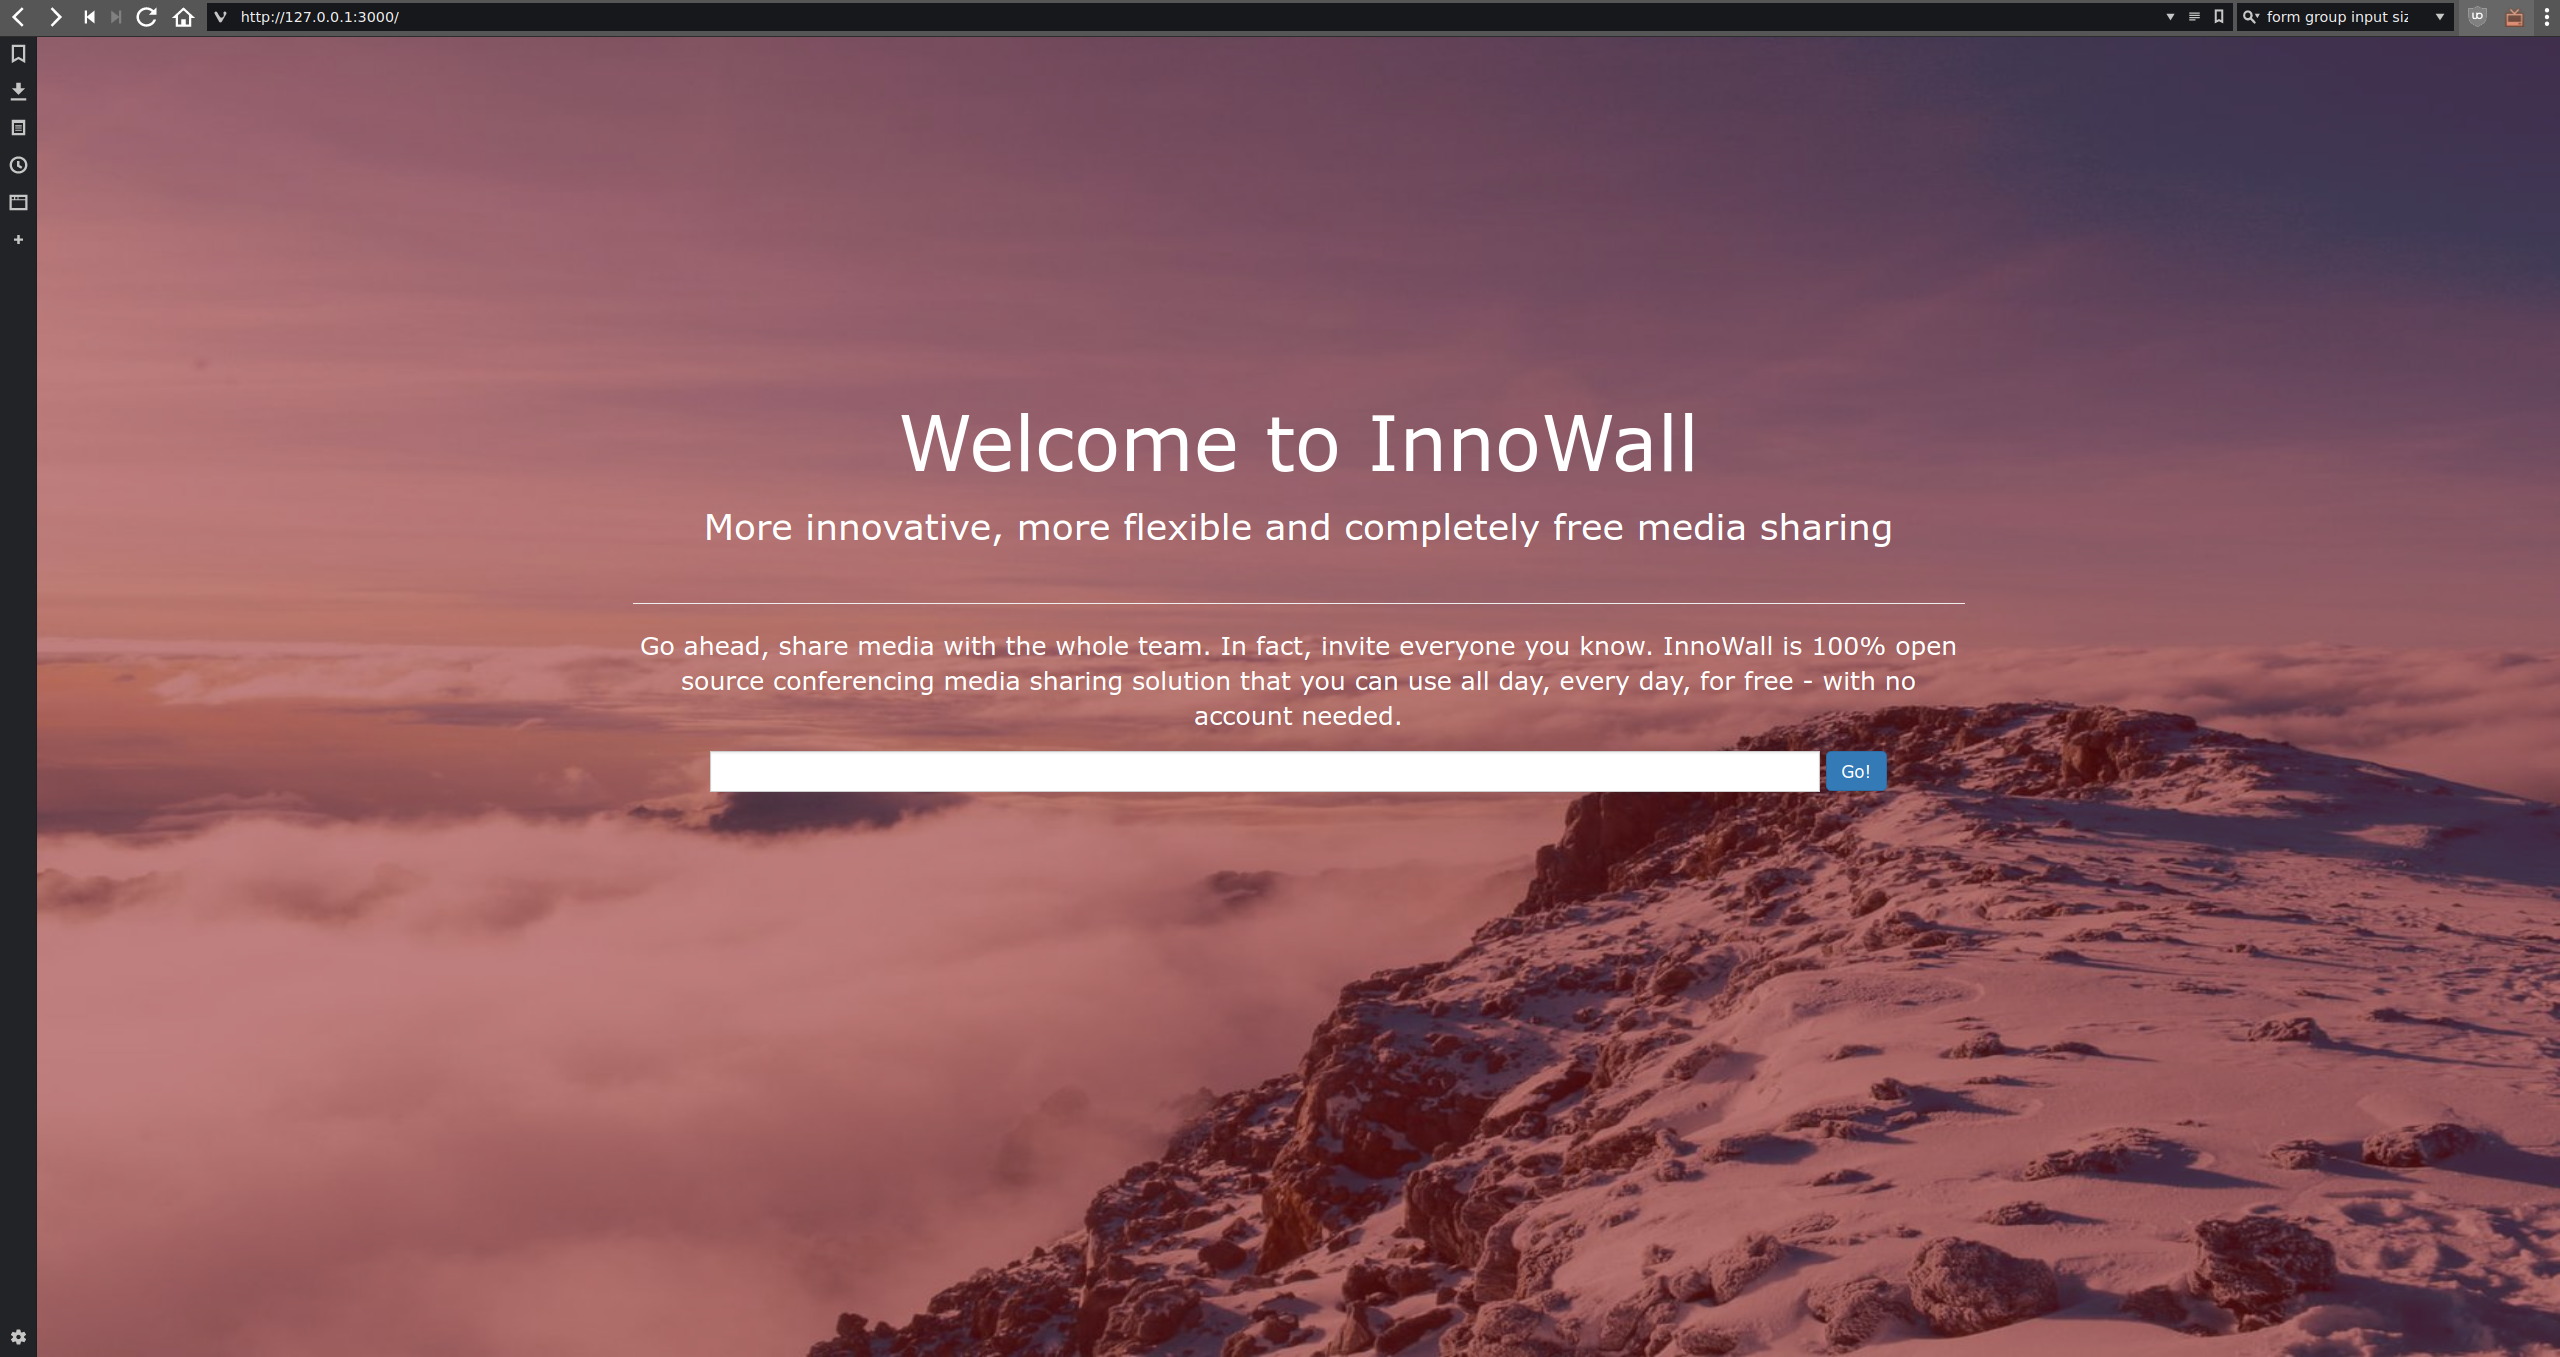 http://127.0.0.1:3000/
form group input siz
Welcome to InnoWall
More innovative, more flexible and completely free media sharing
Go ahead, share media with the whole team. In fact, invite everyone you know. InnoWall is 100% open
source conferencing media sharing solution that you can use all day, every day, for free - with no
account needed.
Go!